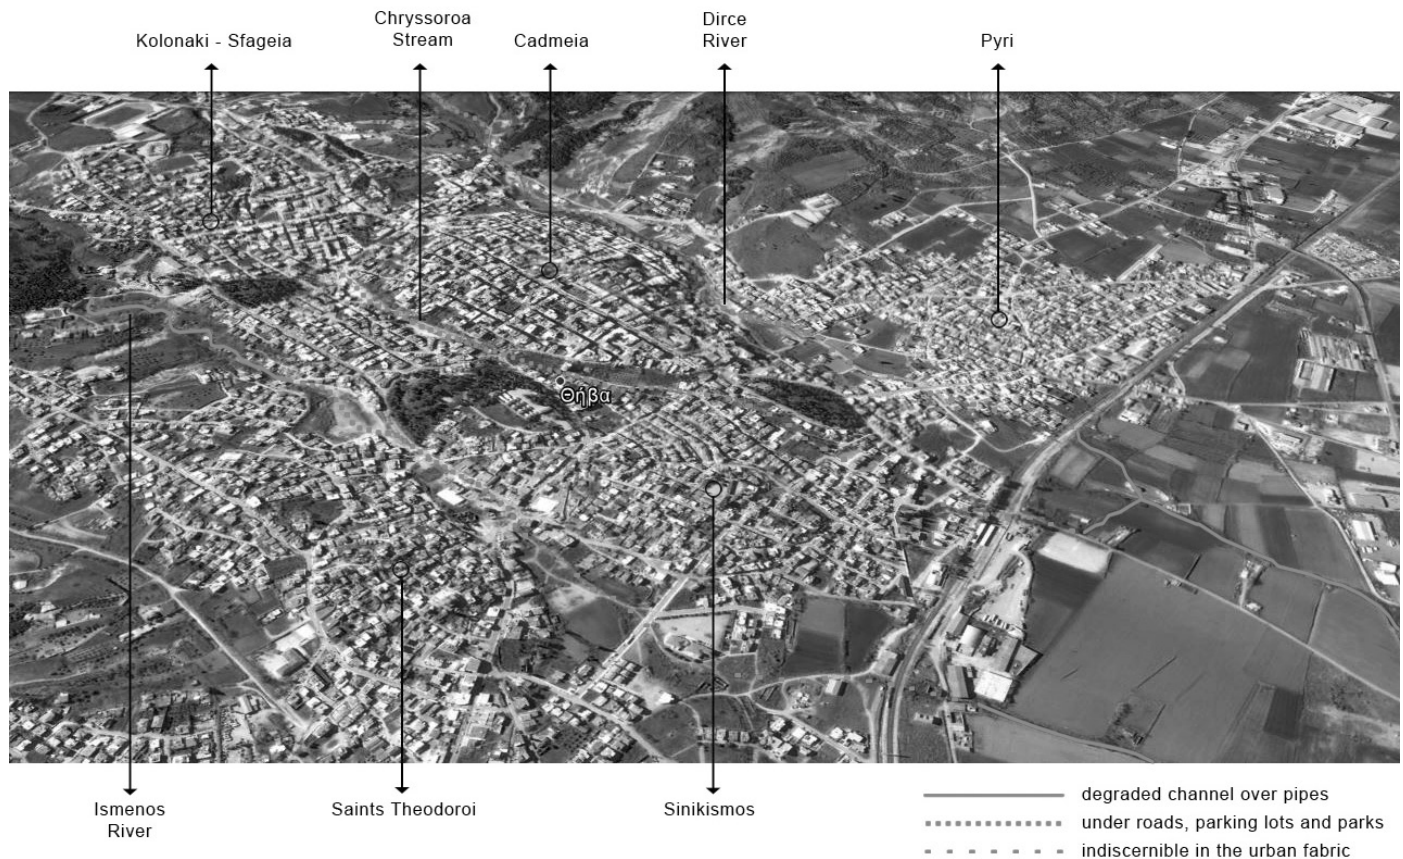 Chryssoroa
Stream
Dirce
River
Kolonaki - Sfageia
Cadmeia
Pyri
Θήβα
Ismenos
River
Saints Theodoroi
Sinikismos
degraded channel over pipes
under roads, parking lots and parks
indiscernible in the urban fabric